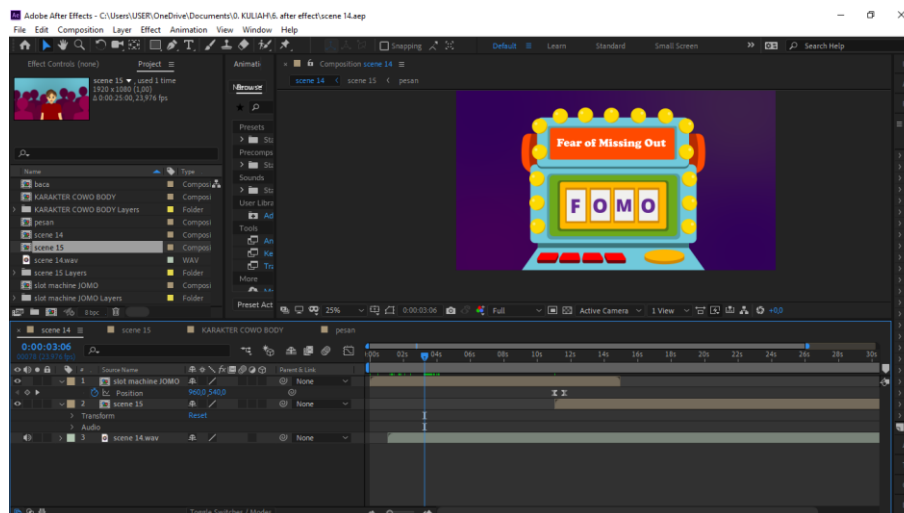 Adobe After Effects - C:\Users\USER\OneDrive\Documents\0. KULIAH\6. after effect\scene 14.aep
File Edit Composition Layer Effect Animation View Window Help
Snapping Default Learn Standard Small Screen Search Help
Effect Controls (none) Project Animati Composition scene 14
scene 14 scene 15 pesan
scene 15 , used 1 time
1920 x 1080 (1,00)
Δ 0:00:25:00, 23,976 fps
Browse
Presets
Precomps
Sounds
User Libra
Tools
More
Preset Act
Name Type
baca Composi
KARAKTER COWO BODY Composi
KARAKTER COWO BODY Layers Folder
pesan Composi
scene 14 Composi
scene 15 Composi
scene 14.wav WAV
scene 15 Layers Folder
slot machine JOMO Composi
slot machine JOMO Layers Folder
8 bpc
Fear of Missing Out
F O M O
25% 0:00:03:06 Full Active Camera 1 View +0,0
scene 14 scene 15 KARAKTER COWO BODY pesan
0:00:03:06
00078 (23.976 fps)
02s 04s 06s 08s 10s 12s 14s 16s 18s 20s 22s 24s 26s 28s 30s
# Source Name Parent & Link
1 slot machine JOMO None
Position 960,0,540,0
2 scene 15 None
Transform Reset
Audio
3 scene 14.wav None
Toggle Switches / Modes